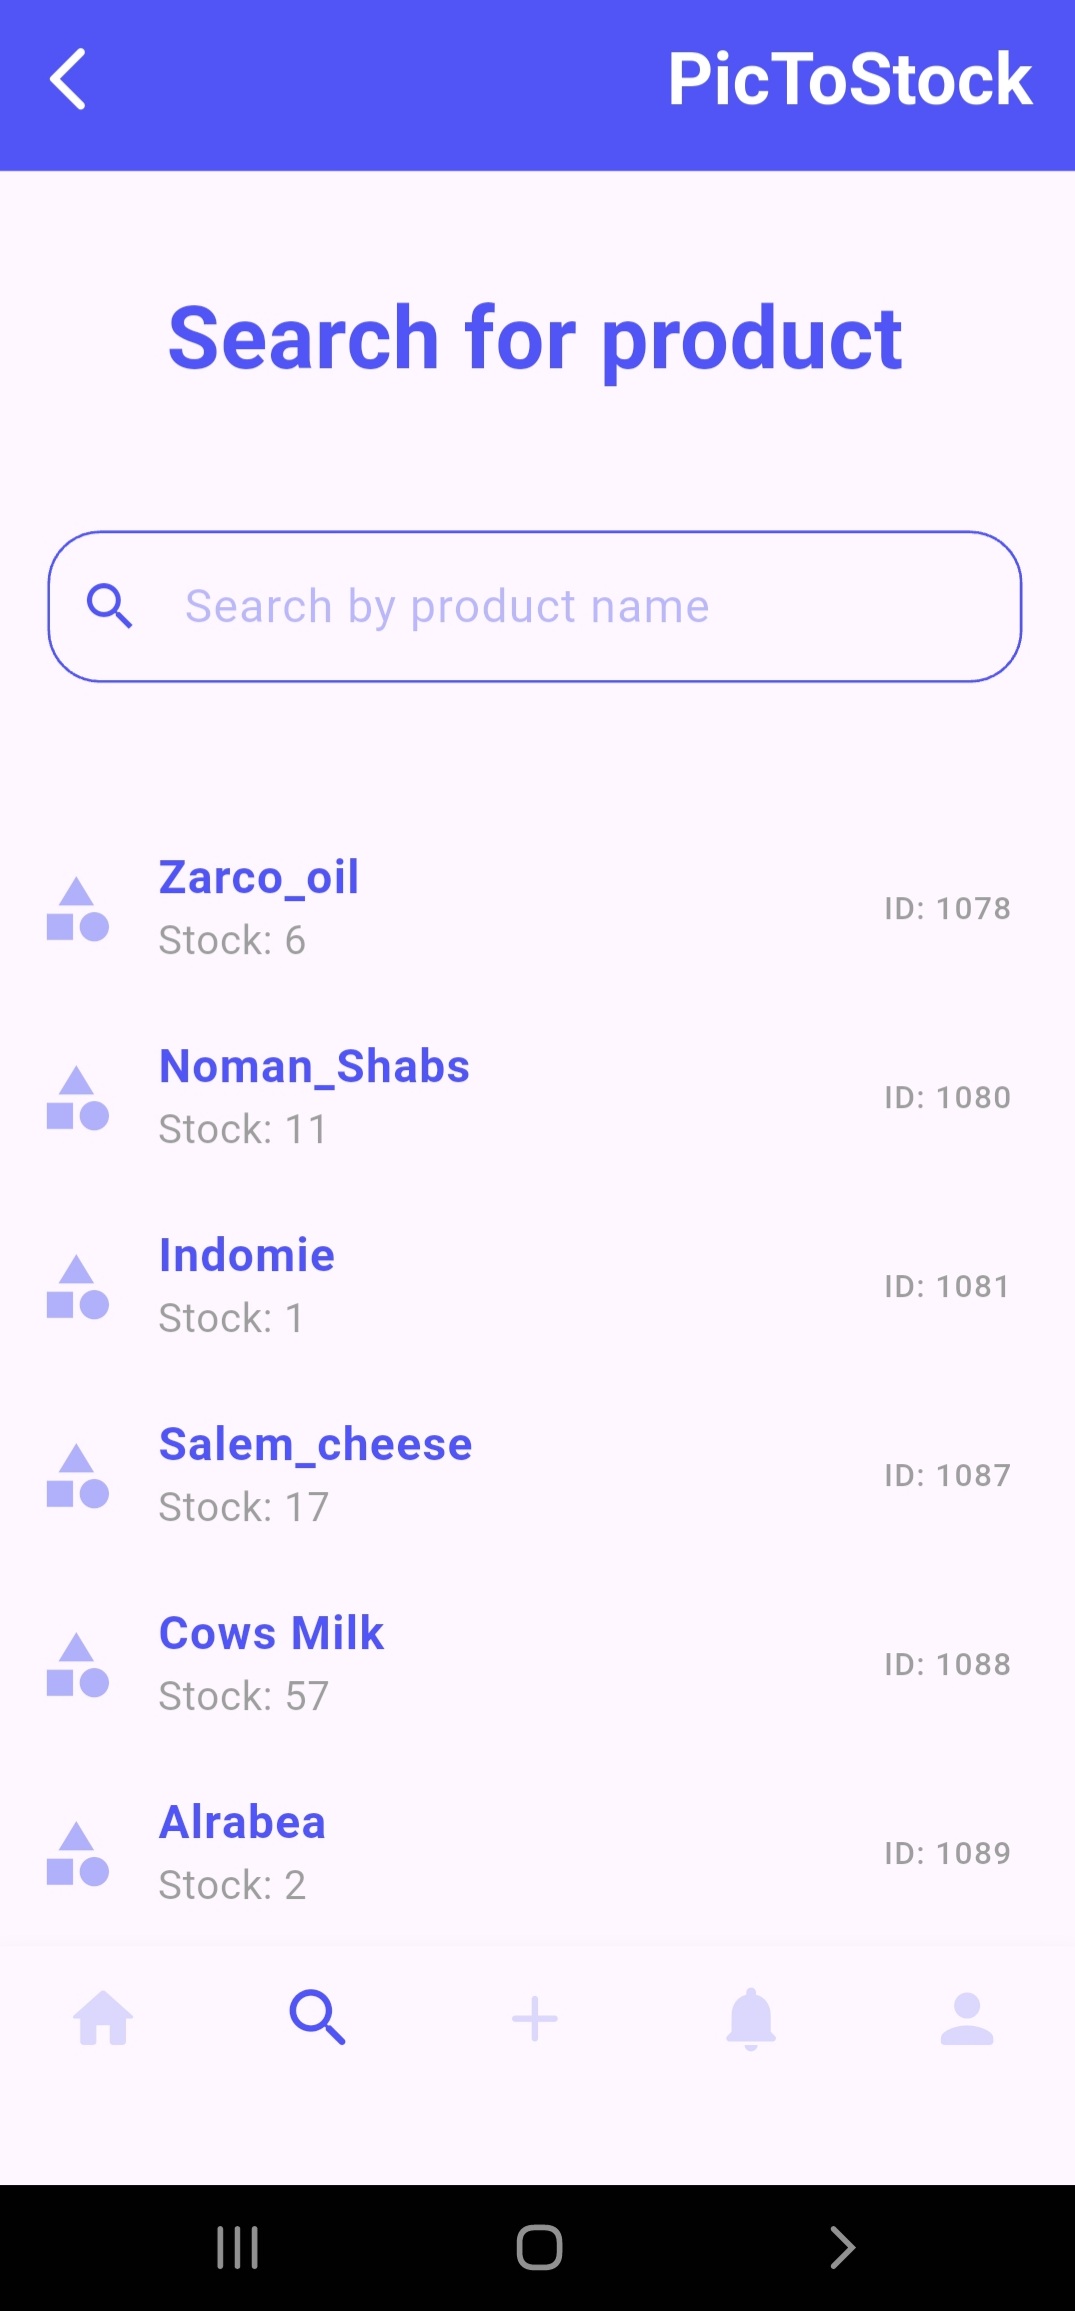 PicToStock
Search for product
Search by product name
Zarco_oil
Stock: 6
ID: 1078
Noman_Shabs
Stock: 11
ID: 1080
Indomie
Stock: 1
ID: 1081
Salem_cheese
Stock: 17
ID: 1087
Cows Milk
Stock: 57
ID: 1088
Alrabea
Stock: 2
ID: 1089